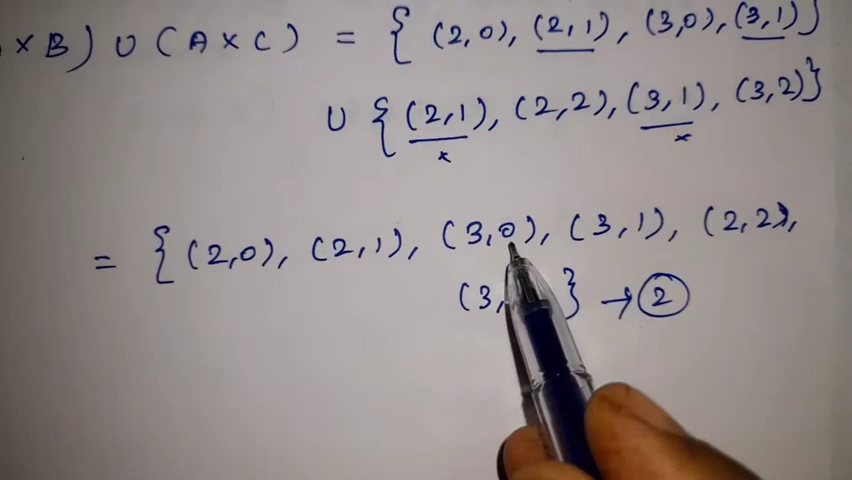 × B) ∪ (A × C) = { (2,0), (2,1), (3,0), (3,1)}
∪ { (2,1), (2,2), (3,1), (3,2)}
× ×
= { (2,0), (2,1), (3,0), (3,1), (2,2),
(3, } → ②